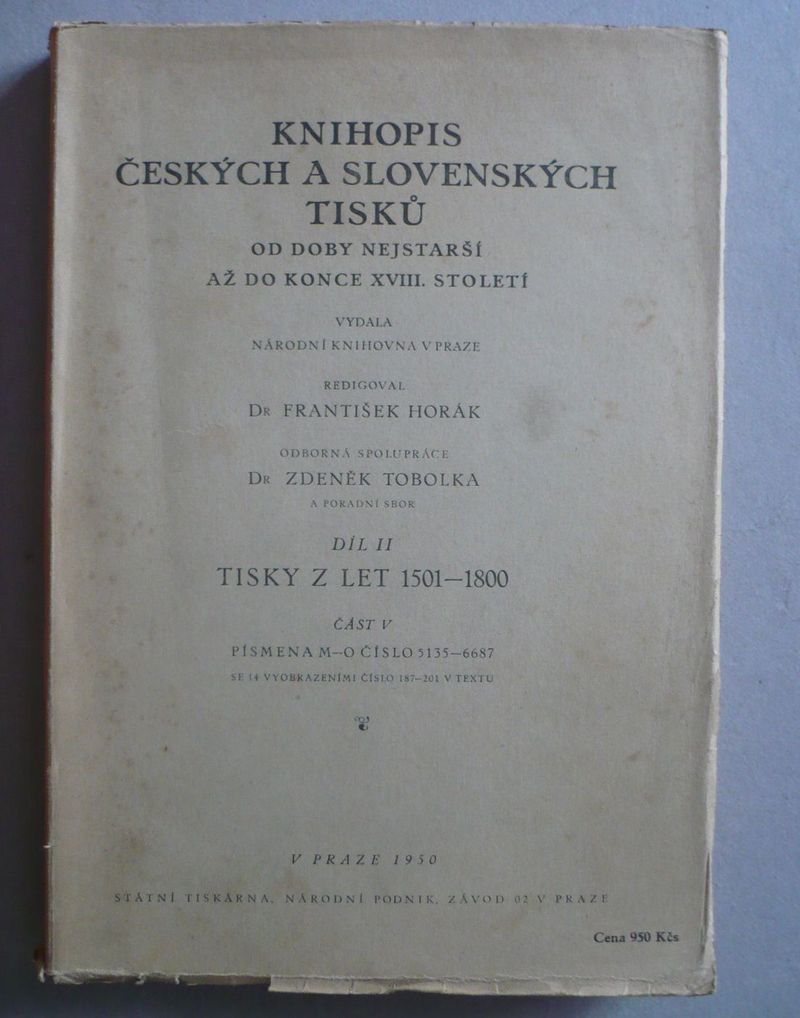 KNIHOPIS
ČESKÝCH A SLOVENSKÝCH
TISKŮ
OD DOBY NEJSTARŠÍ
AŽ DO KONCE XVIII. STOLETÍ
VYDALA
NÁRODNÍ KNIHOVNA V PRAZE
REDIGOVAL
DR FRANTIŠEK HORÁK
ODBORNÁ SPOLUPRÁCE
DR ZDENĚK TOBOLKA
A PORADNÍ SBOR
DÍL II
TISKY Z LET 1501—1800
ČÁST V
PÍSMENA M—O ČÍSLO 5135—6687
SE 14 VYOBRAZENÍMI ČÍSLO 187—201 V TEXTU
V PRAZE 1950
STÁTNÍ TISKÁRNA, NÁRODNÍ PODNIK, ZÁVOD 02 V PRAZE
Cena 950 Kčs